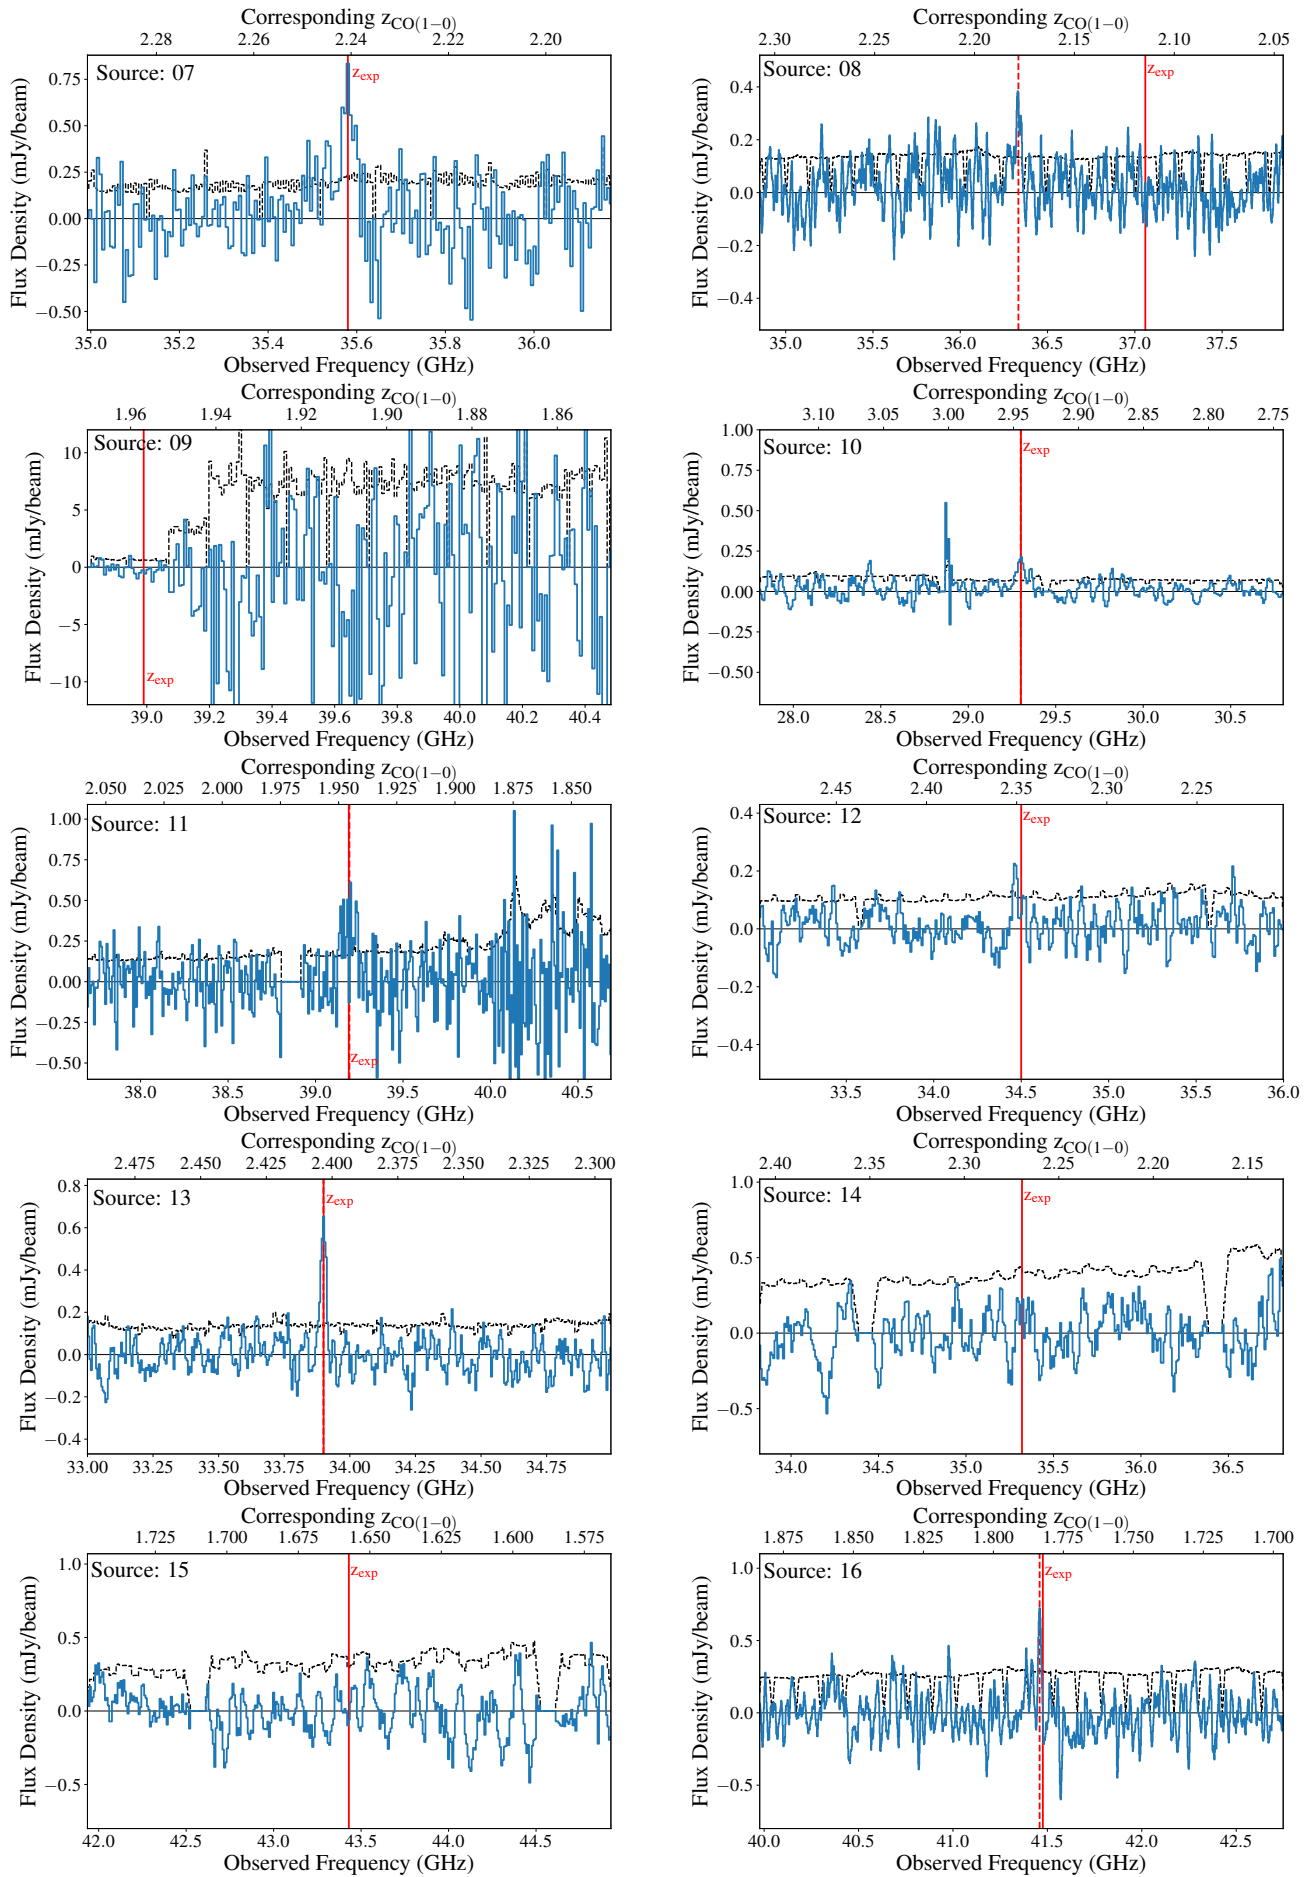 Corresponding z_CO(1−0)
2.28 2.26 2.24 2.22 2.20
Source: 07
z_exp
0.75
0.50
0.25
0.00
−0.25
−0.50
Flux Density (mJy/beam)
35.0 35.2 35.4 35.6 35.8 36.0
Observed Frequency (GHz)
Corresponding z_CO(1−0)
2.30 2.25 2.20 2.15 2.10 2.05
Source: 08
z_exp
0.4
0.2
0.0
−0.2
−0.4
Flux Density (mJy/beam)
35.0 35.5 36.0 36.5 37.0 37.5
Observed Frequency (GHz)
Corresponding z_CO(1−0)
1.96 1.94 1.92 1.90 1.88 1.86
Source: 09
10
5
0
−5
−10
z_exp
Flux Density (mJy/beam)
39.0 39.2 39.4 39.6 39.8 40.0 40.2 40.4
Observed Frequency (GHz)
Corresponding z_CO(1−0)
3.10 3.05 3.00 2.95 2.90 2.85 2.80 2.75
Source: 10
z_exp
1.00
0.75
0.50
0.25
0.00
−0.25
−0.50
Flux Density (mJy/beam)
28.0 28.5 29.0 29.5 30.0 30.5
Observed Frequency (GHz)
Corresponding z_CO(1−0)
2.050 2.025 2.000 1.975 1.950 1.925 1.900 1.875 1.850
Source: 11
1.00
0.75
0.50
0.25
0.00
−0.25
−0.50
z_exp
Flux Density (mJy/beam)
38.0 38.5 39.0 39.5 40.0 40.5
Observed Frequency (GHz)
Corresponding z_CO(1−0)
2.45 2.40 2.35 2.30 2.25
Source: 12
z_exp
0.4
0.2
0.0
−0.2
−0.4
Flux Density (mJy/beam)
33.5 34.0 34.5 35.0 35.5 36.0
Observed Frequency (GHz)
Corresponding z_CO(1−0)
2.475 2.450 2.425 2.400 2.375 2.350 2.325 2.300
Source: 13
z_exp
0.8
0.6
0.4
0.2
0.0
−0.2
−0.4
Flux Density (mJy/beam)
33.00 33.25 33.50 33.75 34.00 34.25 34.50 34.75
Observed Frequency (GHz)
Corresponding z_CO(1−0)
2.40 2.35 2.30 2.25 2.20 2.15
Source: 14
z_exp
1.0
0.5
0.0
−0.5
Flux Density (mJy/beam)
34.0 34.5 35.0 35.5 36.0 36.5
Observed Frequency (GHz)
Corresponding z_CO(1−0)
1.725 1.700 1.675 1.650 1.625 1.600 1.575
Source: 15
z_exp
1.0
0.5
0.0
−0.5
Flux Density (mJy/beam)
42.0 42.5 43.0 43.5 44.0 44.5
Observed Frequency (GHz)
Corresponding z_CO(1−0)
1.875 1.850 1.825 1.800 1.775 1.750 1.725 1.700
Source: 16
z_exp
1.0
0.5
0.0
−0.5
Flux Density (mJy/beam)
40.0 40.5 41.0 41.5 42.0 42.5
Observed Frequency (GHz)